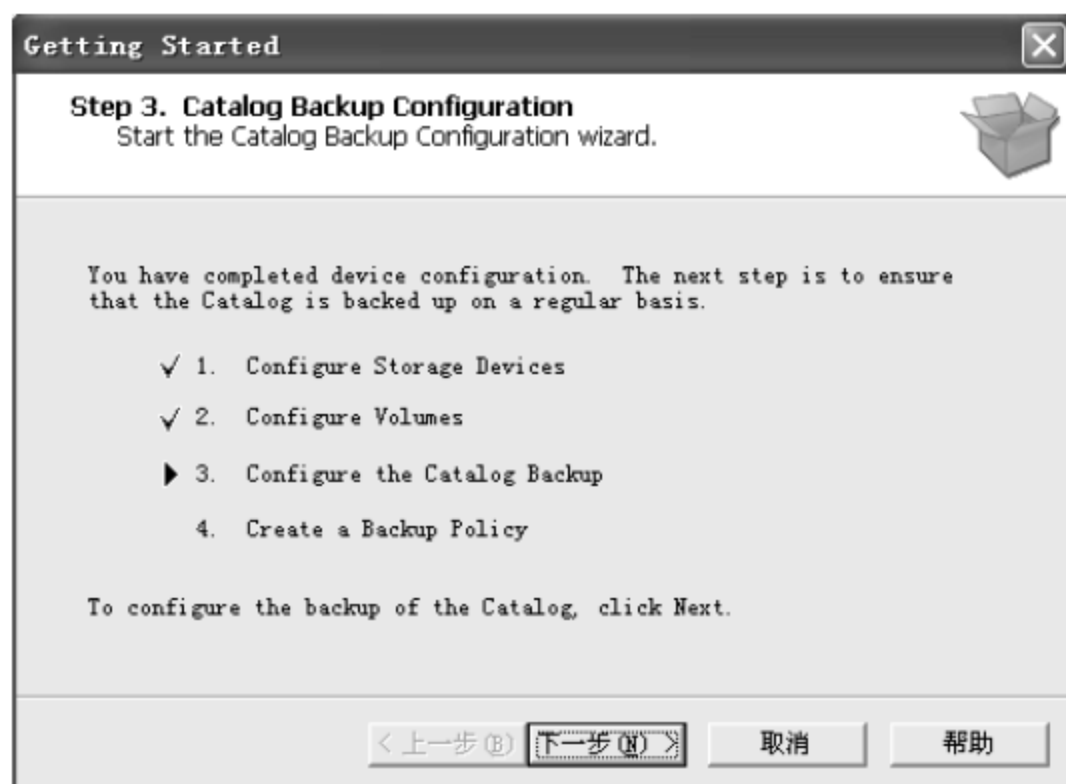 Getting Started
Step 3. Catalog Backup Configuration
Start the Catalog Backup Configuration wizard.
You have completed device configuration. The next step is to ensure
that the Catalog is backed up on a regular basis.
1. Configure Storage Devices
2. Configure Volumes
3. Configure the Catalog Backup
4. Create a Backup Policy
To configure the backup of the Catalog, click Next.
< 上一步(B) 下一步(N) > 取消 帮助